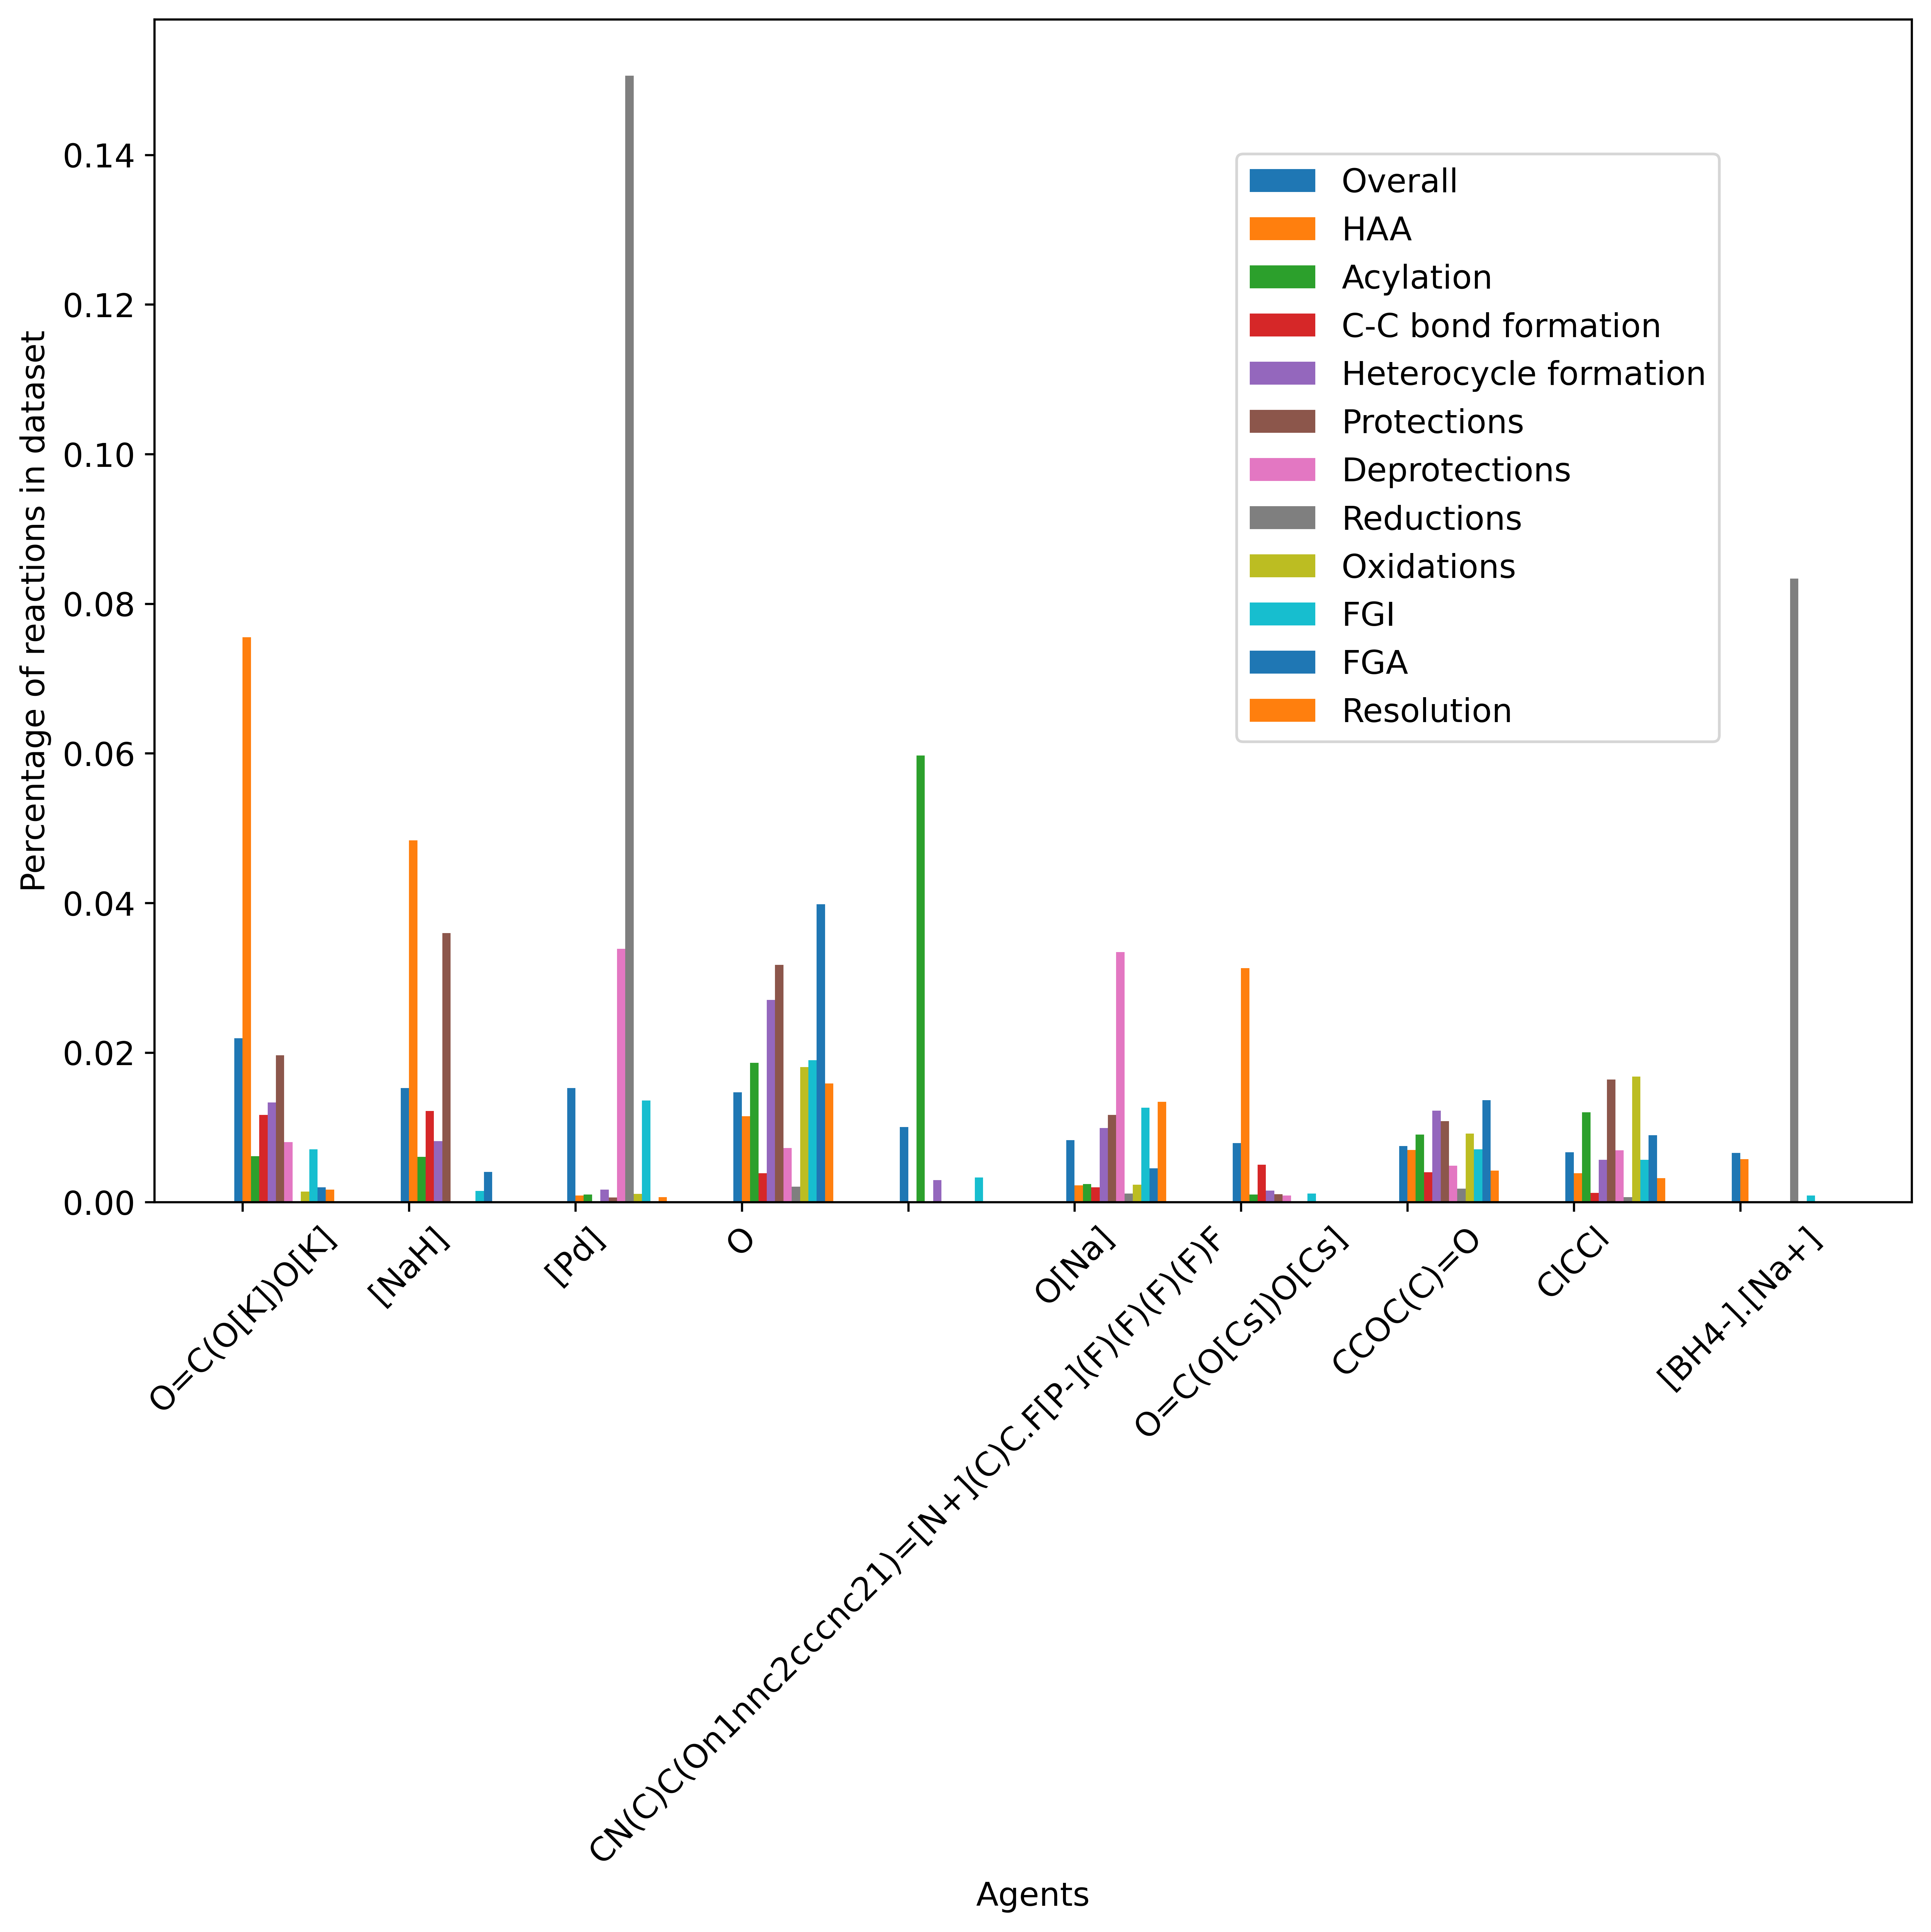 Percentage of reactions in dataset
0.14
0.12
0.10
0.08
0.06
0.04
0.02
0.00
Overall
HAA
Acylation
C-C bond formation
Heterocycle formation
Protections
Deprotections
Reductions
Oxidations
FGI
FGA
Resolution
O=C(O[K])O[K]
[NaH]
[Pd]
O
CN(C)C(On1nnc2cccnc21)=[N+](C)C.F[P-](F)(F)(F)(F)F
O[Na]
O=C(O[Cs])O[Cs]
CCOC(C)=O
ClCCl
[BH4-].[Na+]
Agents